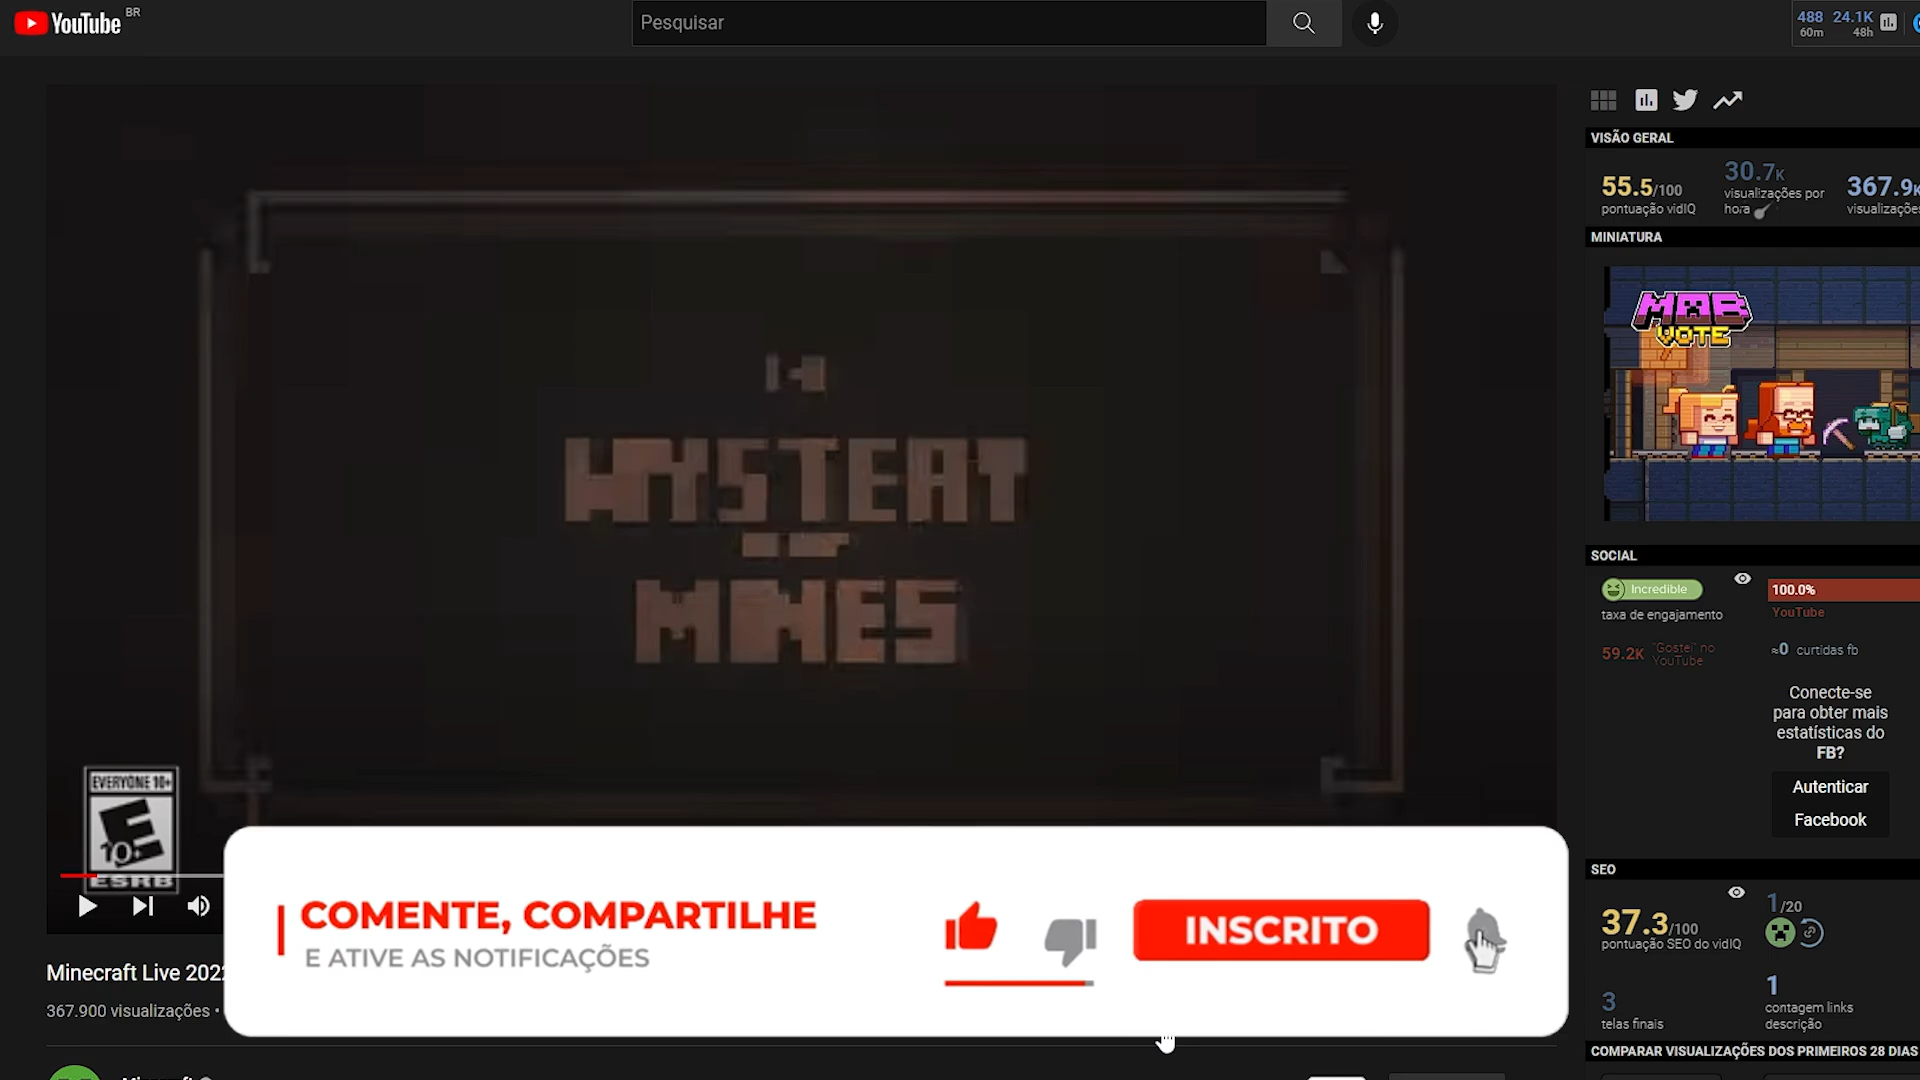 YouTube BR
Pesquisar
488 24.1K
60m 48h
VISÃO GERAL
55.5/100
pontuação vidIQ
30.7K
visualizações por
hora
367.9K
visualizações
MINIATURA
MOB
VOTE
SOCIAL
Incredible
taxa de engajamento
100.0%
YouTube
59.2K "Gostei" no
YouTube
≈0 curtidas fb
Conecte-se
para obter mais
estatísticas do
FB?
Autenticar
Facebook
SEO
37.3/100
pontuação SEO do vidIQ
1/20
3
telas finais
1
contagem links
descrição
COMPARAR VISUALIZAÇÕES DOS PRIMEIROS 28 DIAS
MYSTERY
OF
MINES
EVERYONE 10+
E
10+
ESRB
COMENTE, COMPARTILHE
E ATIVE AS NOTIFICAÇÕES
INSCRITO
Minecraft Live 202
367.900 visualizações •